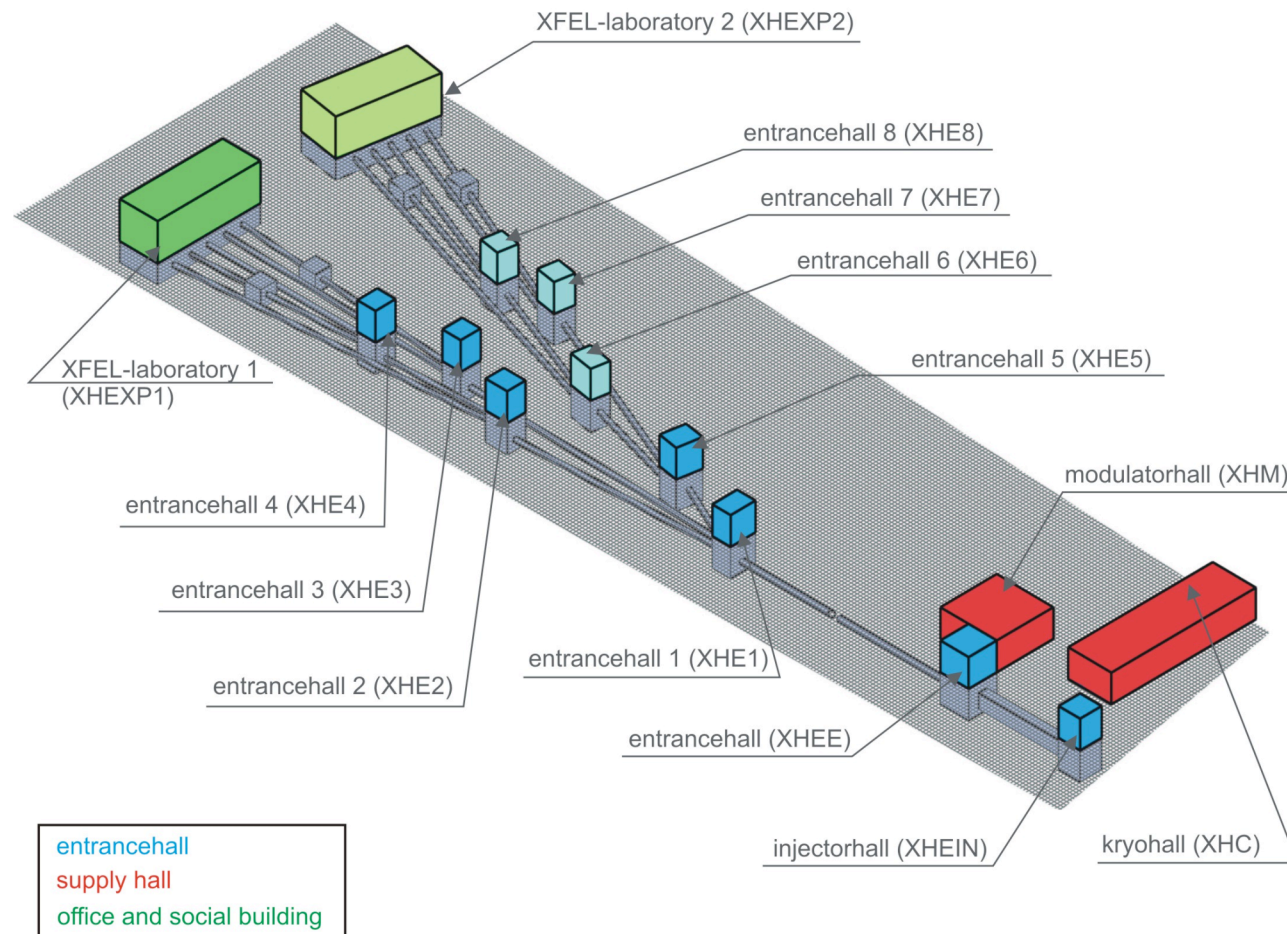 XFEL-laboratory 2 (XHEXP2)
entrancehall 8 (XHE8)
entrancehall 7 (XHE7)
entrancehall 6 (XHE6)
entrancehall 5 (XHE5)
XFEL-laboratory 1
(XHEXP1)
modulatorhall (XHM)
entrancehall 4 (XHE4)
entrancehall 3 (XHE3)
entrancehall 1 (XHE1)
entrancehall 2 (XHE2)
entrancehall (XHEE)
injectorhall (XHEIN)
kryohall (XHC)
entrancehall
supply hall
office and social building